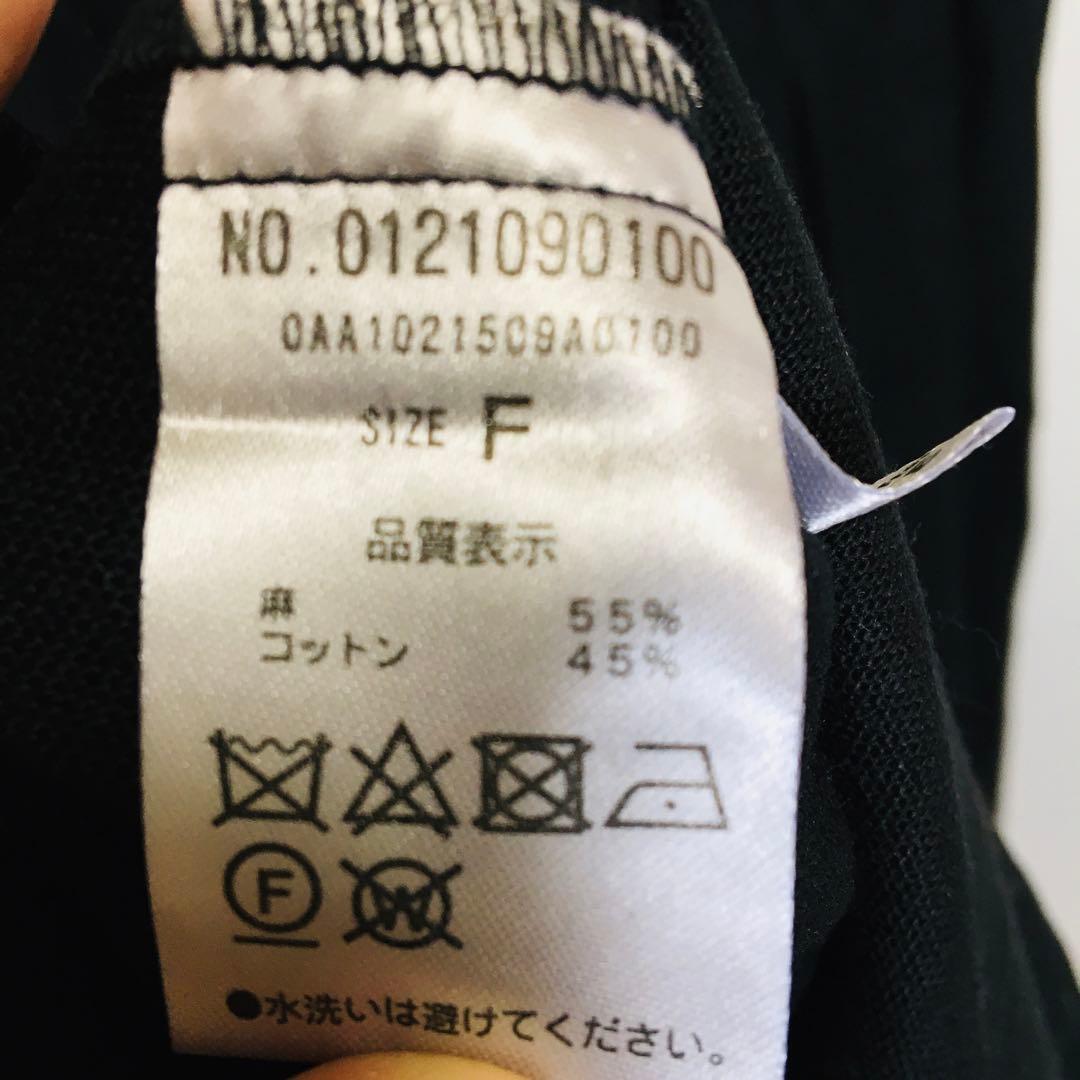 NO.0121090100
0AA1021509A0700
SIZE F
品質表示
麻 55%
コットン 45%
F
W
●水洗いは避けてください。